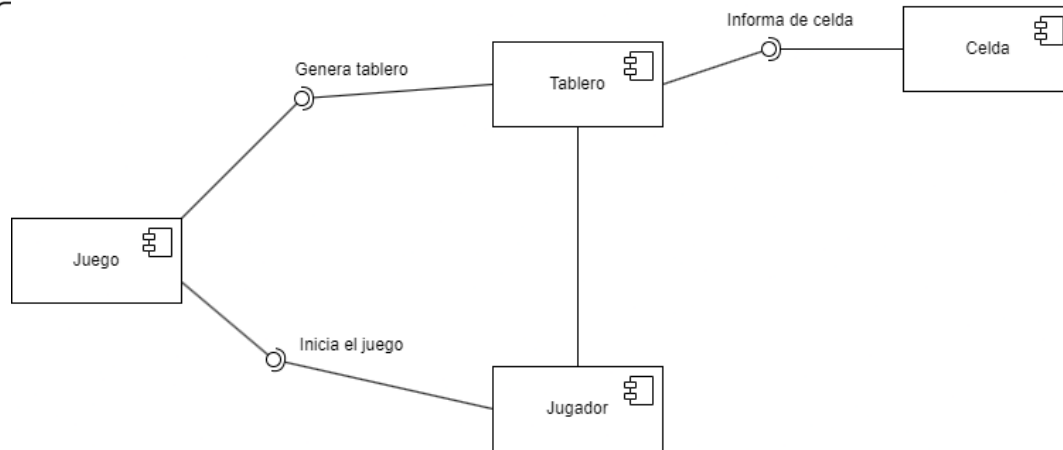 Informa de celda
Celda
Genera tablero
Tablero
Juego
Inicia el juego
Jugador